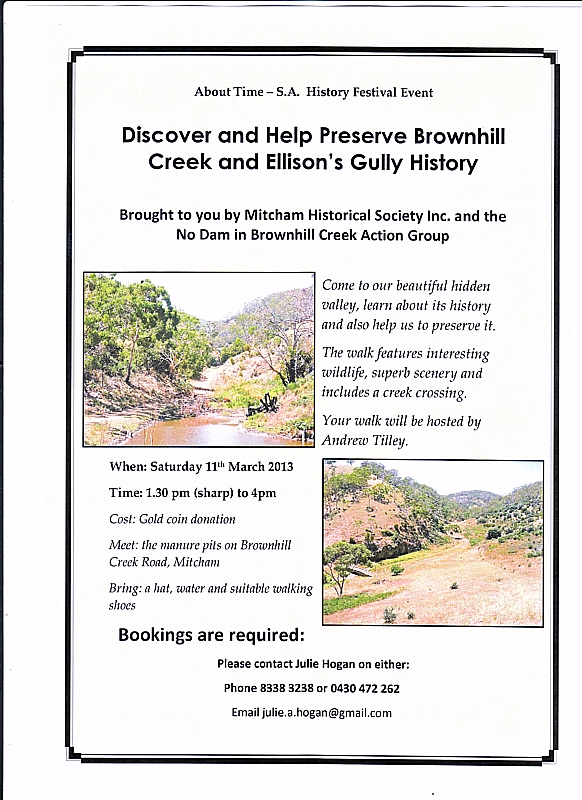 About Time – S.A. History Festival Event
Discover and Help Preserve Brownhill
Creek and Ellison's Gully History
Brought to you by Mitcham Historical Society Inc. and the
No Dam in Brownhill Creek Action Group
Come to our beautiful hidden
valley, learn about its history
and also help us to preserve it.
The walk features interesting
wildlife, superb scenery and
includes a creek crossing.
Your walk will be hosted by
Andrew Tilley.
When: Saturday 11th March 2013
Time: 1.30 pm (sharp) to 4pm
Cost: Gold coin donation
Meet: the manure pits on Brownhill
Creek Road, Mitcham
Bring: a hat, water and suitable walking
shoes
Bookings are required:
Please contact Julie Hogan on either:
Phone 8338 3238 or 0430 472 262
Email julie.a.hogan@gmail.com